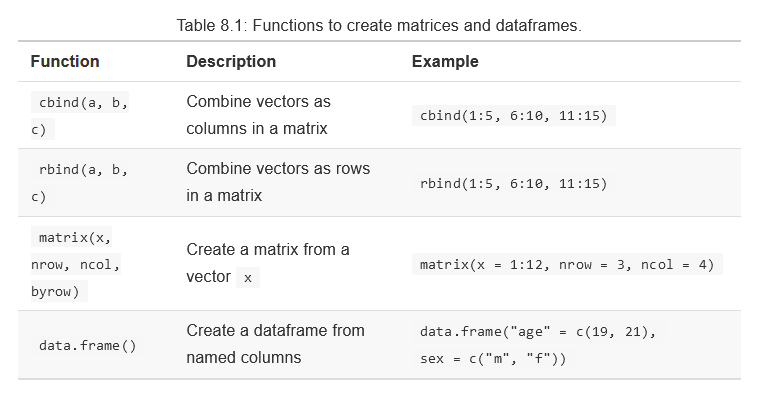 Table 8.1: Functions to create matrices and dataframes.
Function Description Example
cbind(a, b,
c)
Combine vectors as
columns in a matrix
cbind(1:5, 6:10, 11:15)
rbind(a, b,
c)
Combine vectors as rows
in a matrix
rbind(1:5, 6:10, 11:15)
matrix(x,
nrow, ncol,
byrow)
Create a matrix from a
vector x
matrix(x = 1:12, nrow = 3, ncol = 4)
data.frame()
Create a dataframe from
named columns
data.frame("age" = c(19, 21),
sex = c("m", "f"))